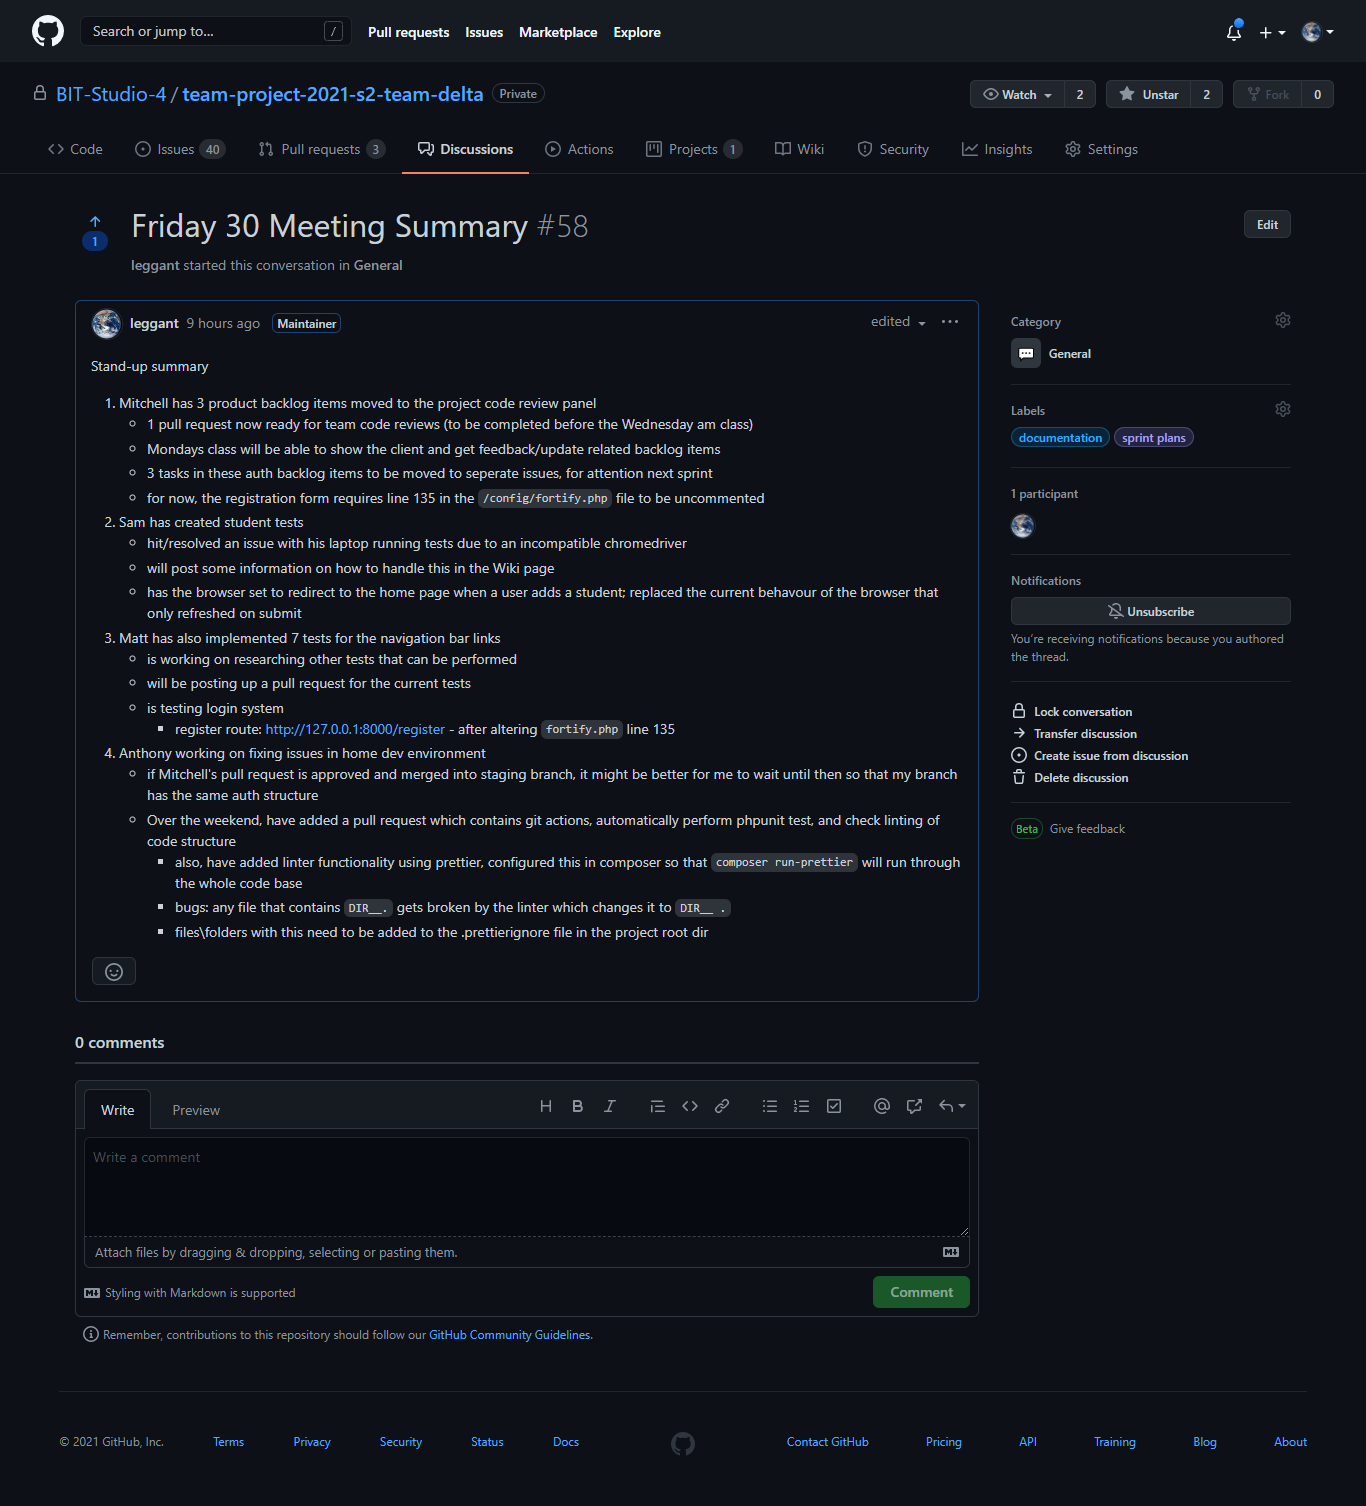 Search or jump to... /
Pull requests Issues Marketplace Explore
BIT-Studio-4 / team-project-2021-s2-team-delta Private
Watch 2 Unstar 2 Fork 0
Code Issues 40 Pull requests 3 Discussions Actions Projects 1 Wiki Security Insights Settings
1
Friday 30 Meeting Summary #58
Edit
leggant started this conversation in General
leggant 9 hours ago Maintainer
edited
Stand-up summary
1. Mitchell has 3 product backlog items moved to the project code review panel
1 pull request now ready for team code reviews (to be completed before the Wednesday am class)
Mondays class will be able to show the client and get feedback/update related backlog items
3 tasks in these auth backlog items to be moved to seperate issues, for attention next sprint
for now, the registration form requires line 135 in the /config/fortify.php file to be uncommented
2. Sam has created student tests
hit/resolved an issue with his laptop running tests due to an incompatible chromedriver
will post some information on how to handle this in the Wiki page
has the browser set to redirect to the home page when a user adds a student; replaced the current behavour of the browser that
only refreshed on submit
3. Matt has also implemented 7 tests for the navigation bar links
is working on researching other tests that can be performed
will be posting up a pull request for the current tests
is testing login system
register route: http://127.0.0.1:8000/register - after altering fortify.php line 135
4. Anthony working on fixing issues in home dev environment
if Mitchell's pull request is approved and merged into staging branch, it might be better for me to wait until then so that my branch
has the same auth structure
Over the weekend, have added a pull request which contains git actions, automatically perform phpunit test, and check linting of
code structure
also, have added linter functionality using prettier, configured this in composer so that composer run-prettier will run through
the whole code base
bugs: any file that contains DIR__. gets broken by the linter which changes it to DIR__ .
files\folders with this need to be added to the .prettierignore file in the project root dir
Category
General
Labels
documentation sprint plans
1 participant
Notifications
Unsubscribe
You're receiving notifications because you authored
the thread.
Lock conversation
Transfer discussion
Create issue from discussion
Delete discussion
Beta Give feedback
0 comments
Write Preview
Write a comment
Attach files by dragging & dropping, selecting or pasting them.
Styling with Markdown is supported
Comment
Remember, contributions to this repository should follow our GitHub Community Guidelines.
© 2021 GitHub, Inc. Terms Privacy Security Status Docs Contact GitHub Pricing API Training Blog About